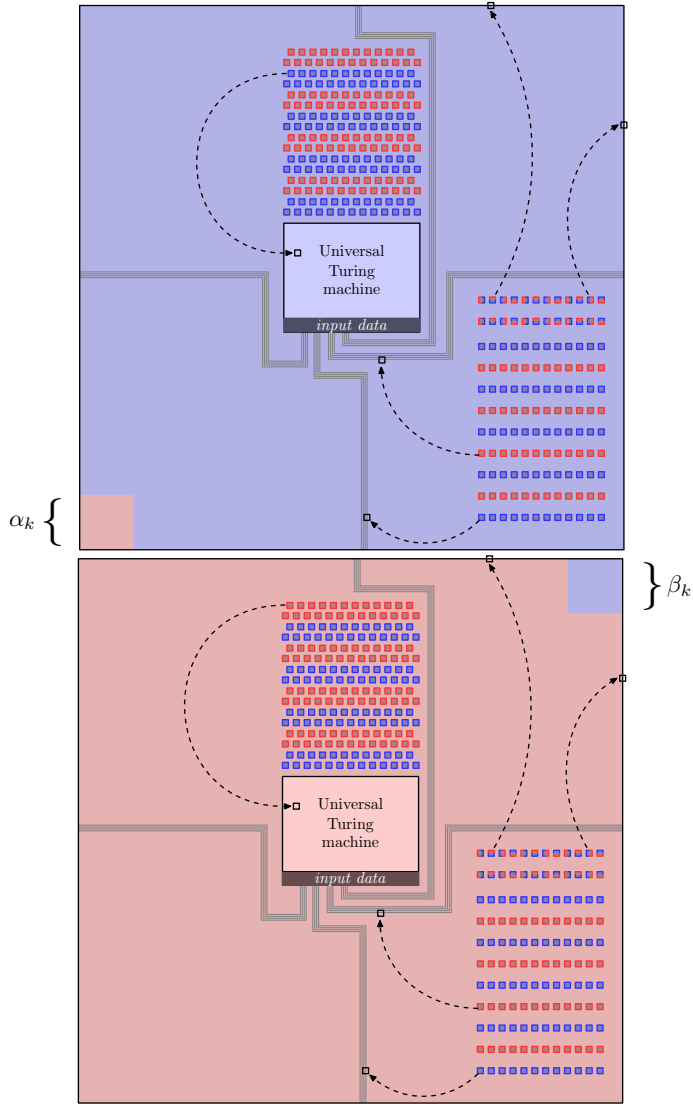 Universal
Turing
machine
input data
α_k {
} β_k
Universal
Turing
machine
input data